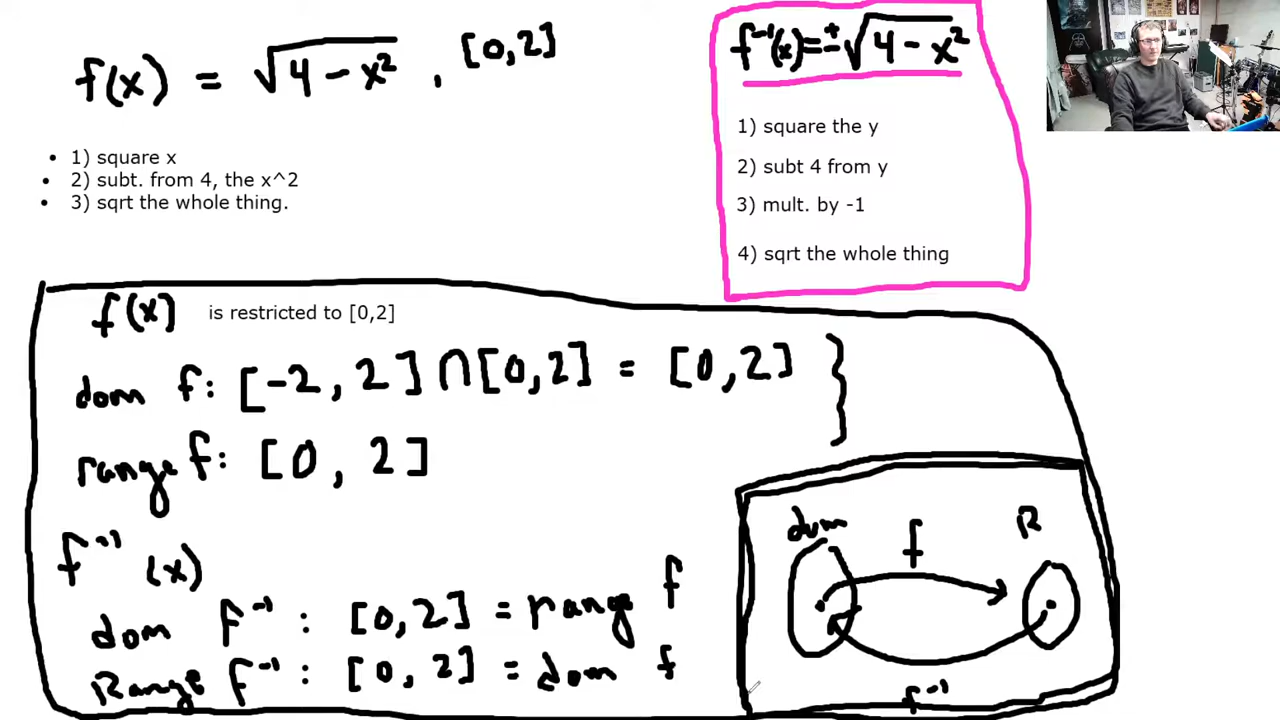 f(x) = √4 - x² , [0,2]
• 1) square x
• 2) subt. from 4, the x^2
• 3) sqrt the whole thing.
f⁻¹(x)=±√4 - x²
1) square the y
2) subt 4 from y
3) mult. by -1
4) sqrt the whole thing
f(x) is restricted to [0,2]
dom f: [-2, 2] ∩ [0,2] = [0,2] }
range f: [0, 2]
f⁻¹(x)
dom f⁻¹ : [0,2] = range f
Range f⁻¹ : [0, 2] = dom f
dom f R
f⁻¹